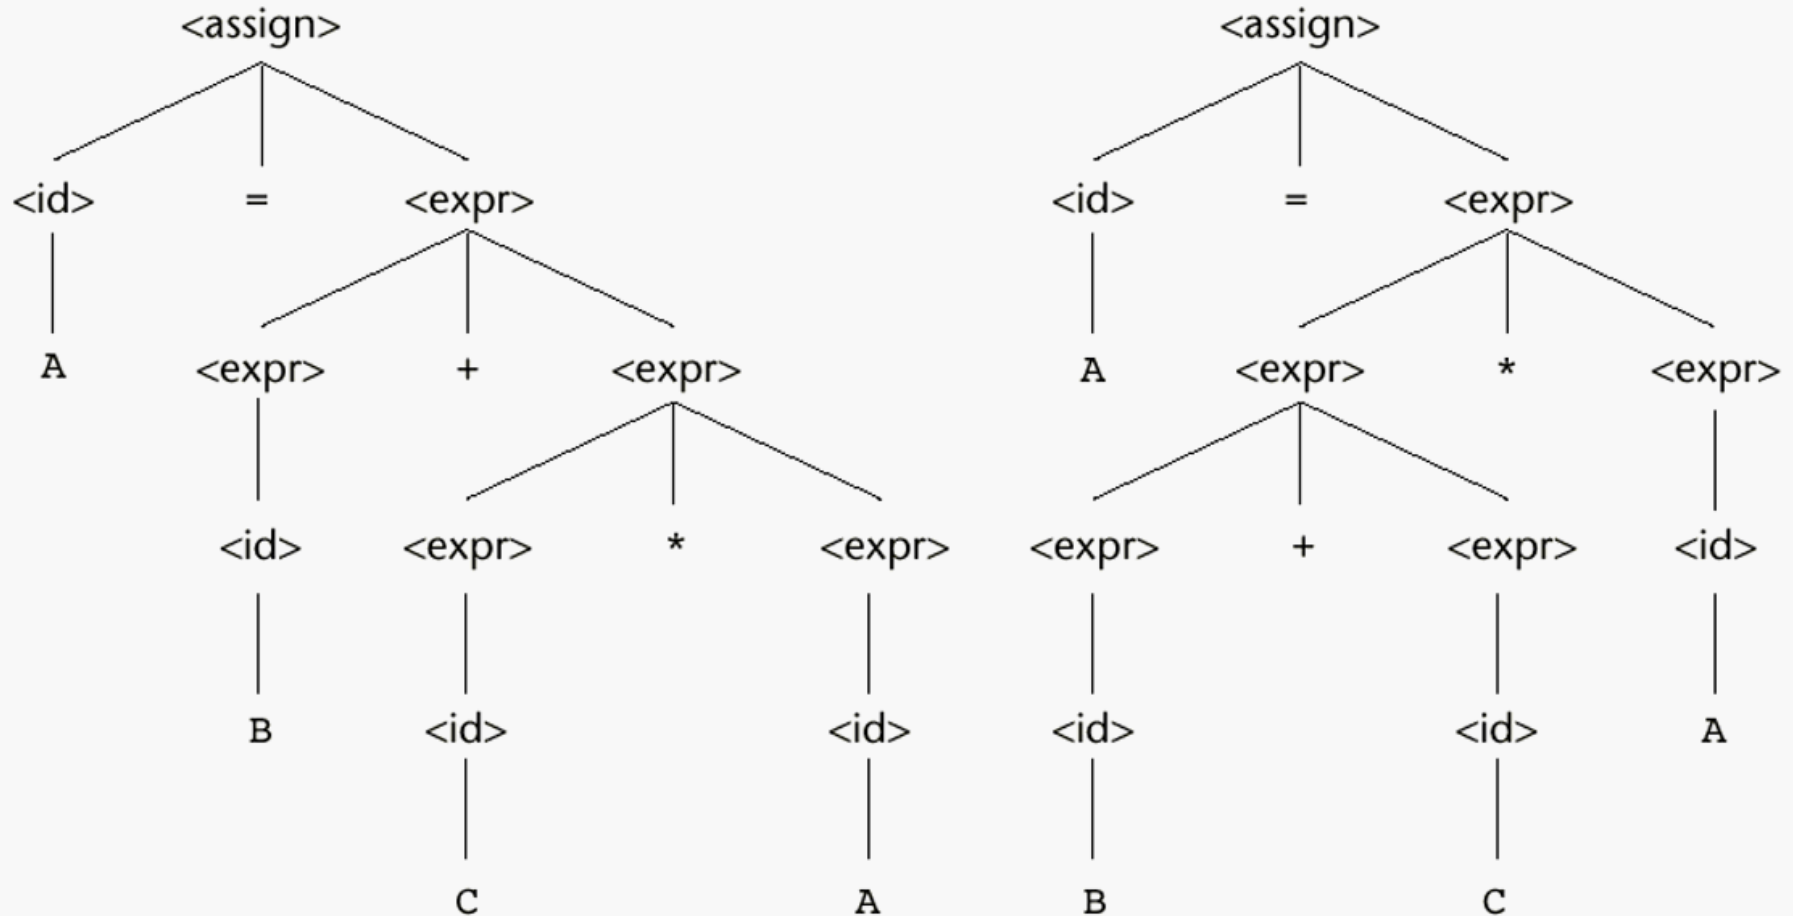 <assign> <assign>
<id> = <expr> <id> = <expr>
A <expr> + <expr> A <expr> * <expr>
<id> <expr> * <expr> <expr> + <expr> <id>
B <id> <id> <id> <id> A
C A B C